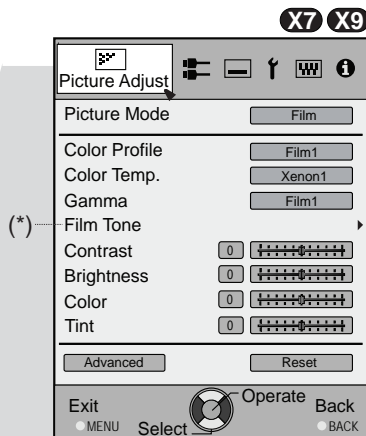 X7 X9
Picture Adjust
Picture Mode Film
Color Profile Film1
Color Temp. Xenon1
Gamma Film1
(*) Film Tone
Contrast 0
Brightness 0
Color 0
Tint 0
Advanced Reset
Exit Operate Back
MENU Select BACK